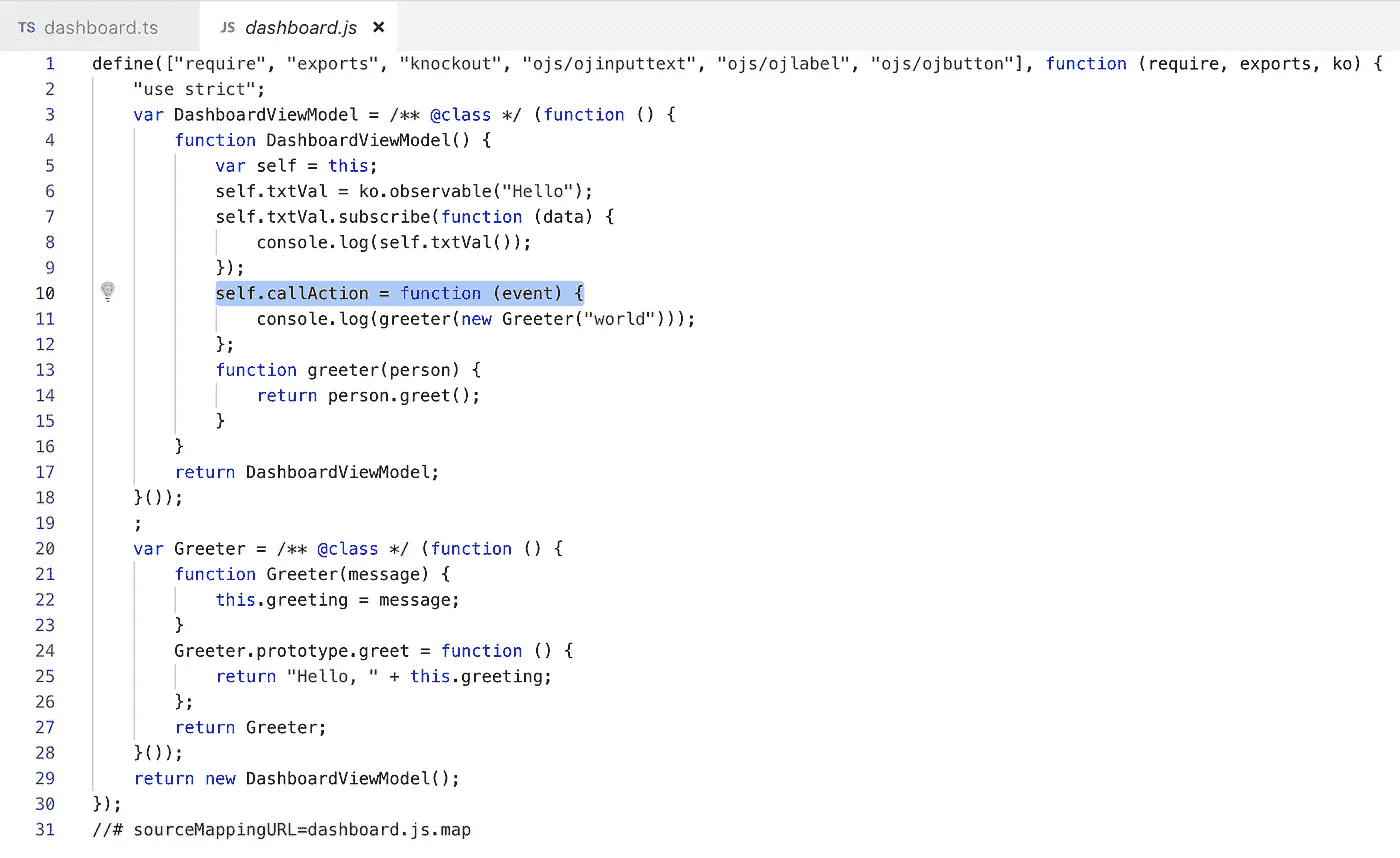 TS dashboard.ts JS dashboard.js ×
1 define(["require", "exports", "knockout", "ojs/ojinputtext", "ojs/ojlabel", "ojs/ojbutton"], function (require, exports, ko) {
2     "use strict";
3     var DashboardViewModel = /** @class */ (function () {
4         function DashboardViewModel() {
5             var self = this;
6             self.txtVal = ko.observable("Hello");
7             self.txtVal.subscribe(function (data) {
8                 console.log(self.txtVal());
9             });
10             self.callAction = function (event) {
11                 console.log(greeter(new Greeter("world")));
12             };
13             function greeter(person) {
14                 return person.greet();
15             }
16         }
17         return DashboardViewModel;
18     }());
19     ;
20     var Greeter = /** @class */ (function () {
21         function Greeter(message) {
22             this.greeting = message;
23         }
24         Greeter.prototype.greet = function () {
25             return "Hello, " + this.greeting;
26         };
27         return Greeter;
28     }());
29     return new DashboardViewModel();
30 });
31 //# sourceMappingURL=dashboard.js.map